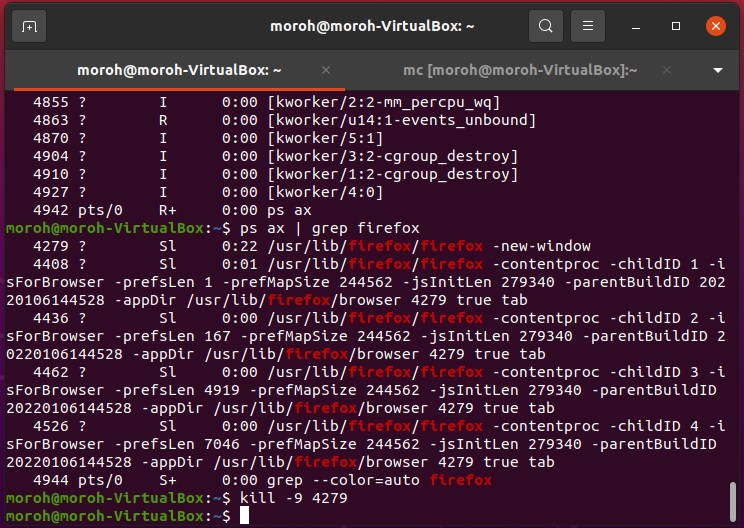 moroh@moroh-VirtualBox: ~
moroh@moroh-VirtualBox: ~
mc [moroh@moroh-VirtualBox]:~
4855 ? I 0:00 [kworker/2:2-mm_percpu_wq]
4863 ? R 0:00 [kworker/u14:1-events_unbound]
4870 ? I 0:00 [kworker/5:1]
4904 ? I 0:00 [kworker/3:2-cgroup_destroy]
4910 ? I 0:00 [kworker/1:2-cgroup_destroy]
4927 ? I 0:00 [kworker/4:0]
4942 pts/0 R+ 0:00 ps ax
moroh@moroh-VirtualBox:~$ ps ax | grep firefox
4279 ? Sl 0:22 /usr/lib/firefox/firefox -new-window
4408 ? Sl 0:01 /usr/lib/firefox/firefox -contentproc -childID 1 -i
sForBrowser -prefsLen 1 -prefMapSize 244562 -jsInitLen 279340 -parentBuildID 202
20106144528 -appDir /usr/lib/firefox/browser 4279 true tab
4436 ? Sl 0:00 /usr/lib/firefox/firefox -contentproc -childID 2 -i
sForBrowser -prefsLen 167 -prefMapSize 244562 -jsInitLen 279340 -parentBuildID 2
0220106144528 -appDir /usr/lib/firefox/browser 4279 true tab
4462 ? Sl 0:00 /usr/lib/firefox/firefox -contentproc -childID 3 -i
sForBrowser -prefsLen 4919 -prefMapSize 244562 -jsInitLen 279340 -parentBuildID
20220106144528 -appDir /usr/lib/firefox/browser 4279 true tab
4526 ? Sl 0:00 /usr/lib/firefox/firefox -contentproc -childID 4 -i
sForBrowser -prefsLen 7046 -prefMapSize 244562 -jsInitLen 279340 -parentBuildID
20220106144528 -appDir /usr/lib/firefox/browser 4279 true tab
4944 pts/0 S+ 0:00 grep --color=auto firefox
moroh@moroh-VirtualBox:~$ kill -9 4279
moroh@moroh-VirtualBox:~$